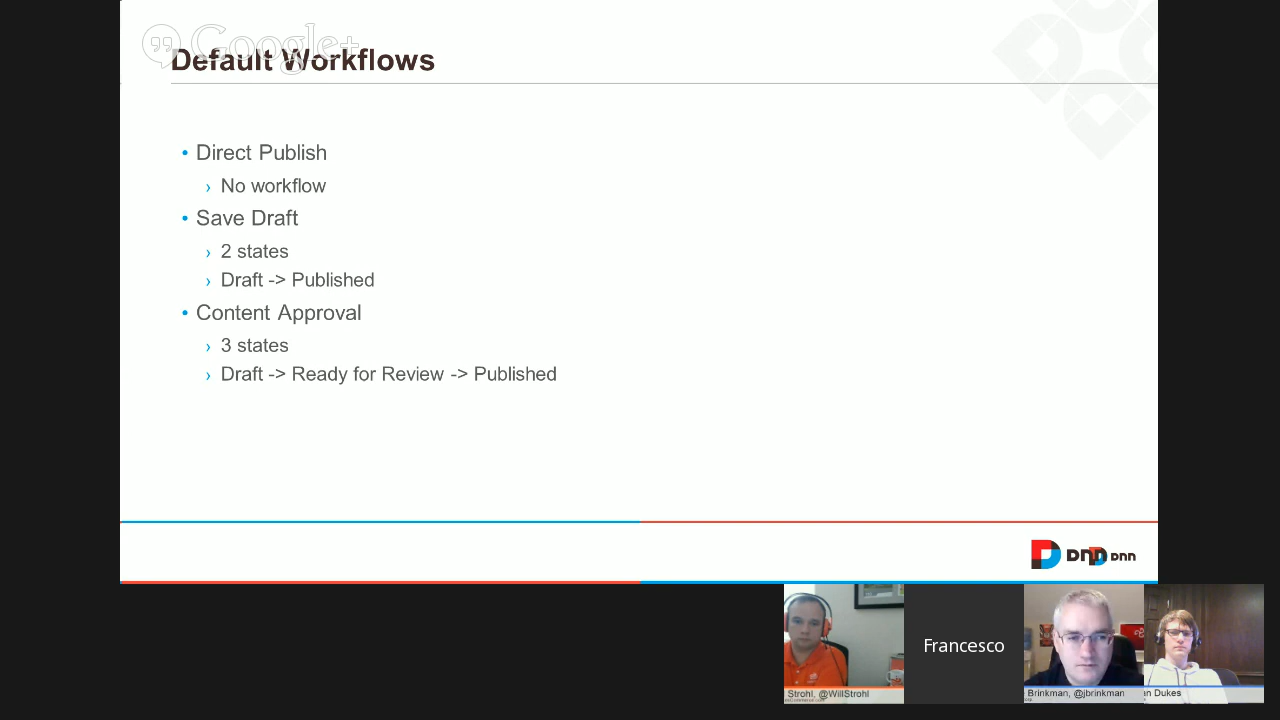 Google+
Default Workflows
Direct Publish
No workflow
Save Draft
2 states
Draft -> Published
Content Approval
3 states
Draft -> Ready for Review -> Published
dnn
dnn
Francesco
Strohl, @WillStrohl
Brinkman, @jbrinkman
n Dukes